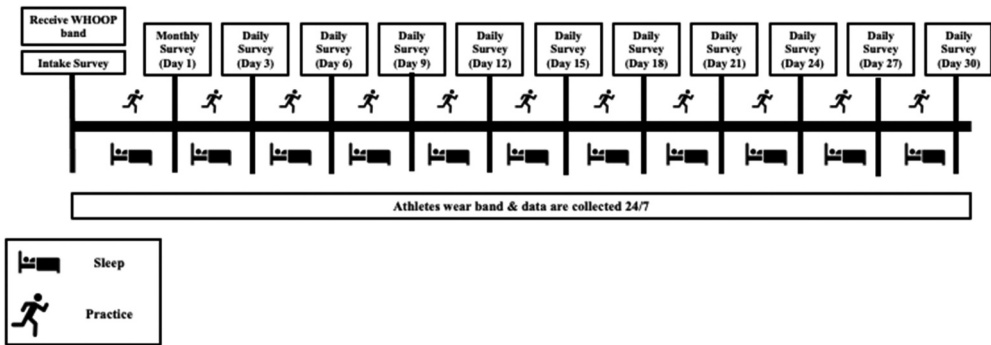 Receive WHOOP
band
Intake Survey
Monthly
Survey
(Day 1)
Daily
Survey
(Day 3)
Daily
Survey
(Day 6)
Daily
Survey
(Day 9)
Daily
Survey
(Day 12)
Daily
Survey
(Day 15)
Daily
Survey
(Day 18)
Daily
Survey
(Day 21)
Daily
Survey
(Day 24)
Daily
Survey
(Day 27)
Daily
Survey
(Day 30)
Athletes wear band & data are collected 24/7
Sleep
Practice